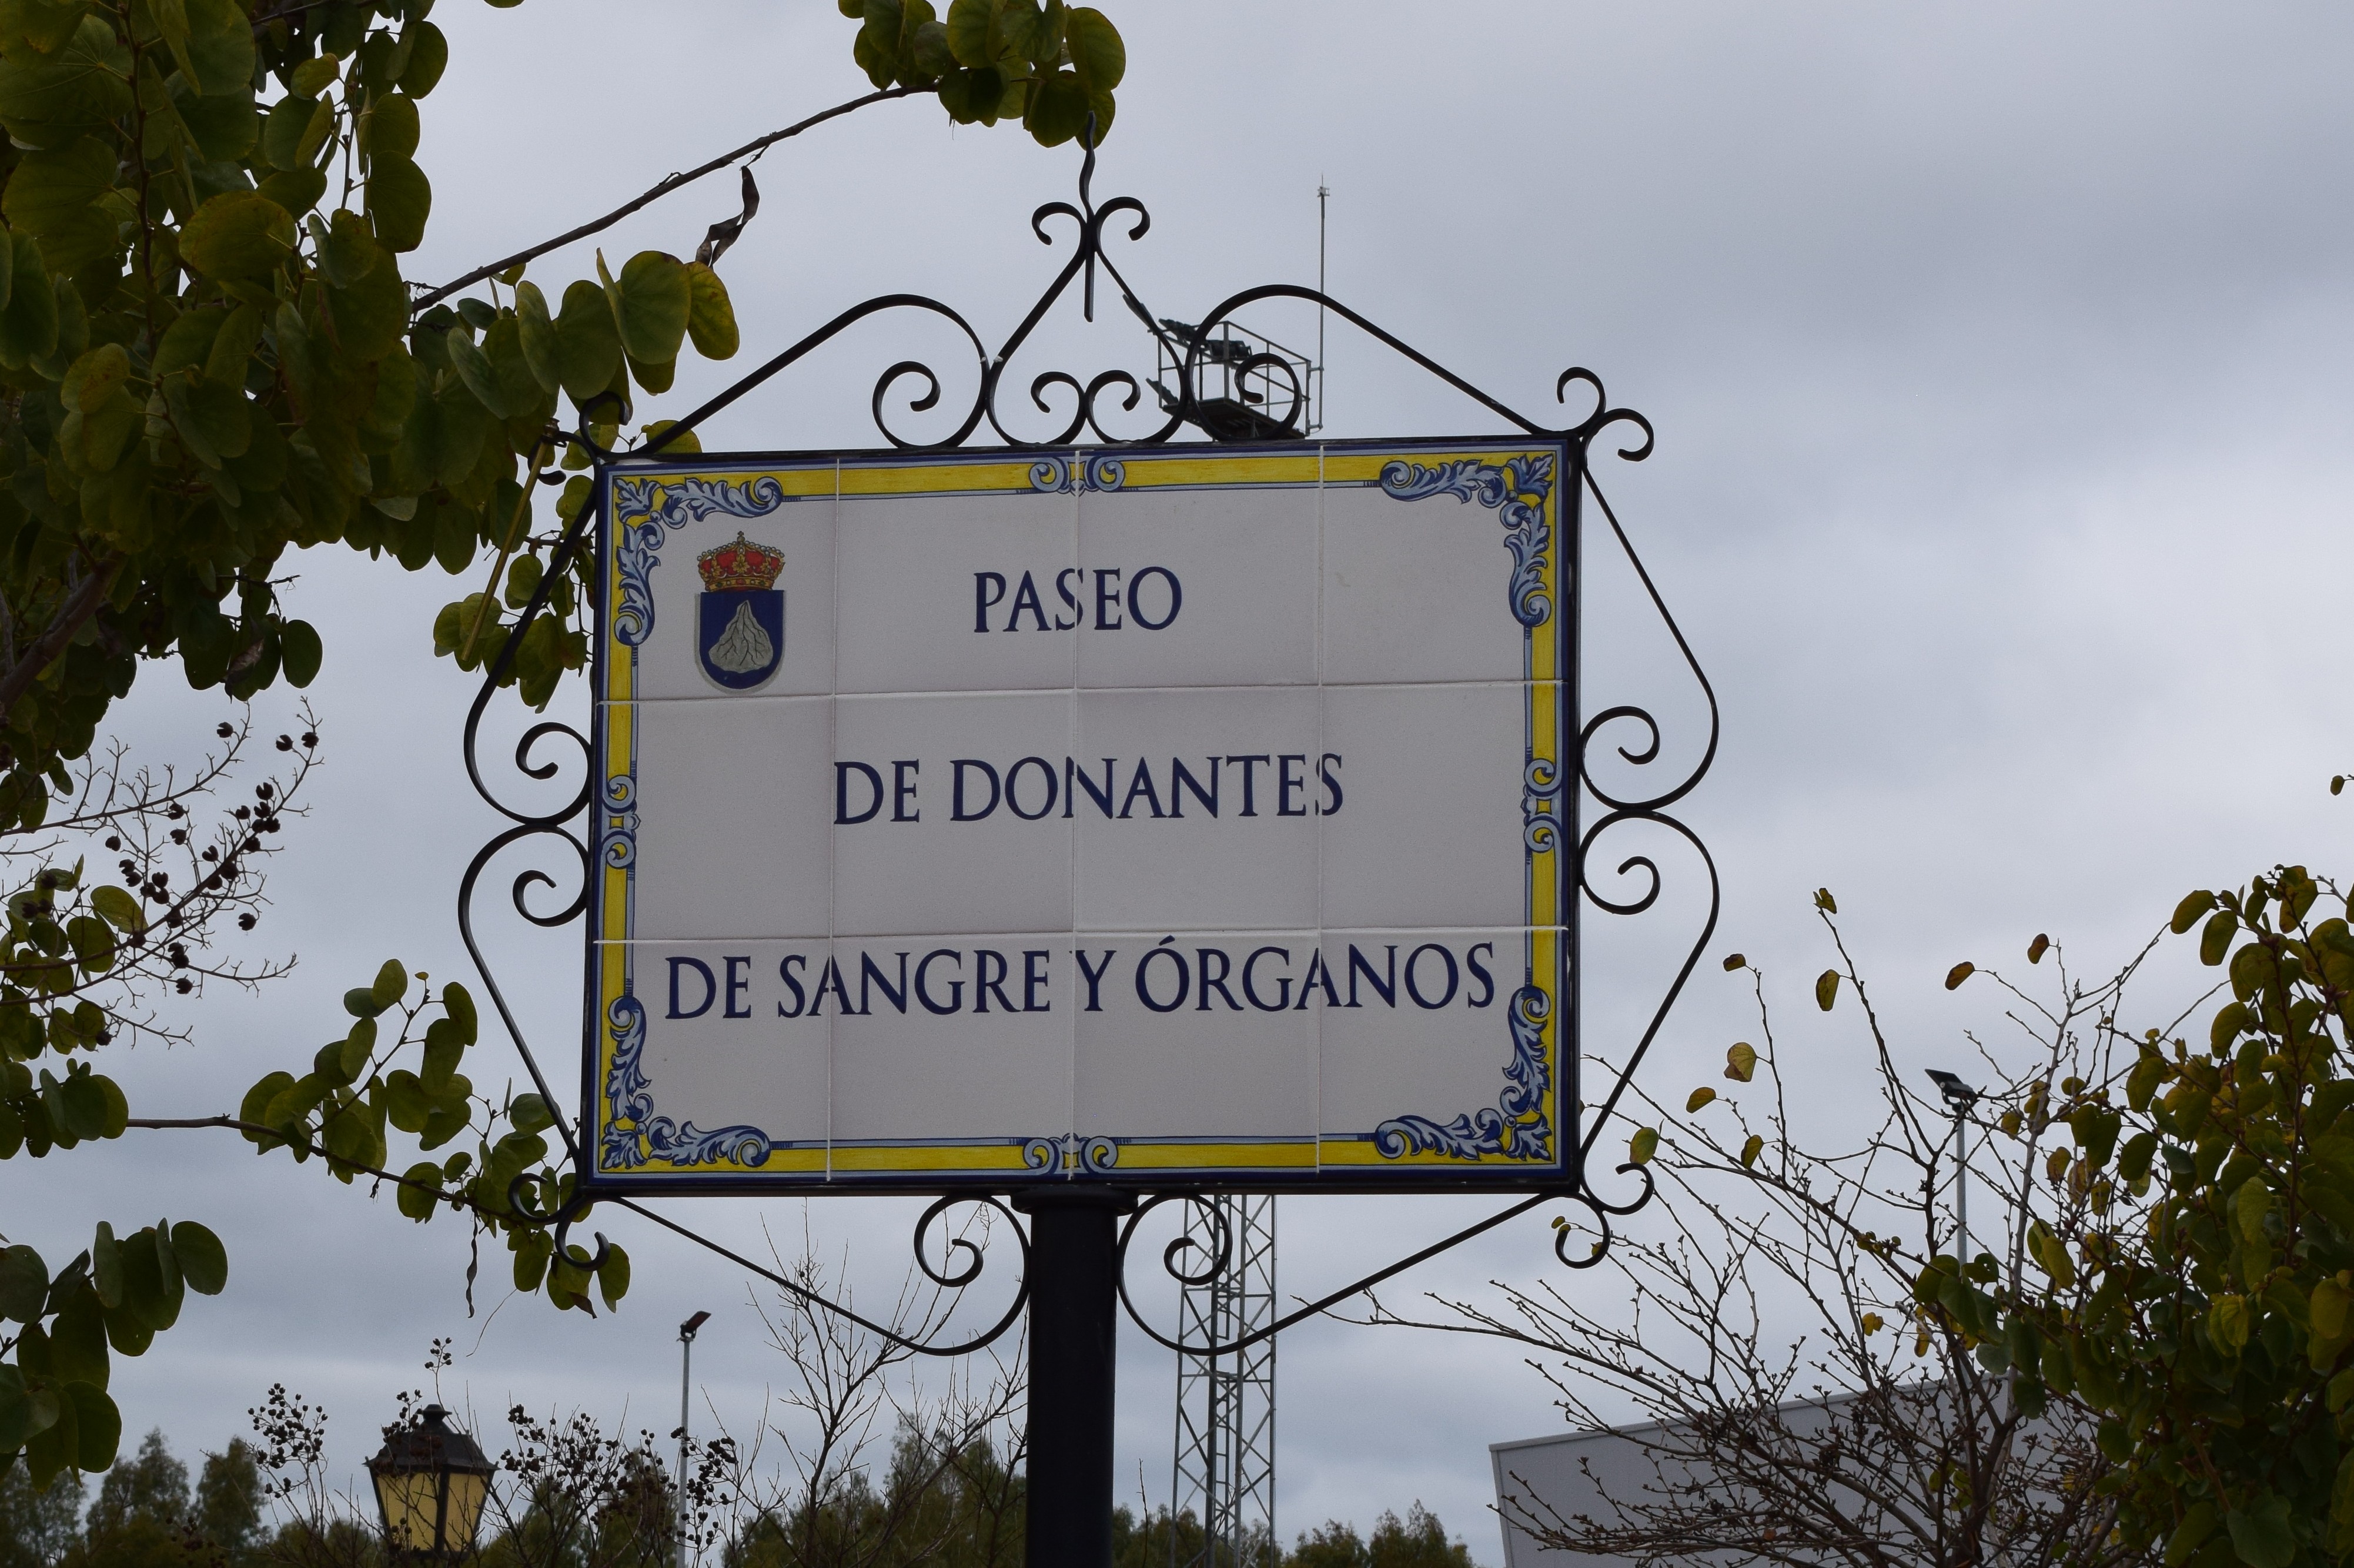 PASEO
DE DONANTES
DE SANGRE Y ÓRGANOS